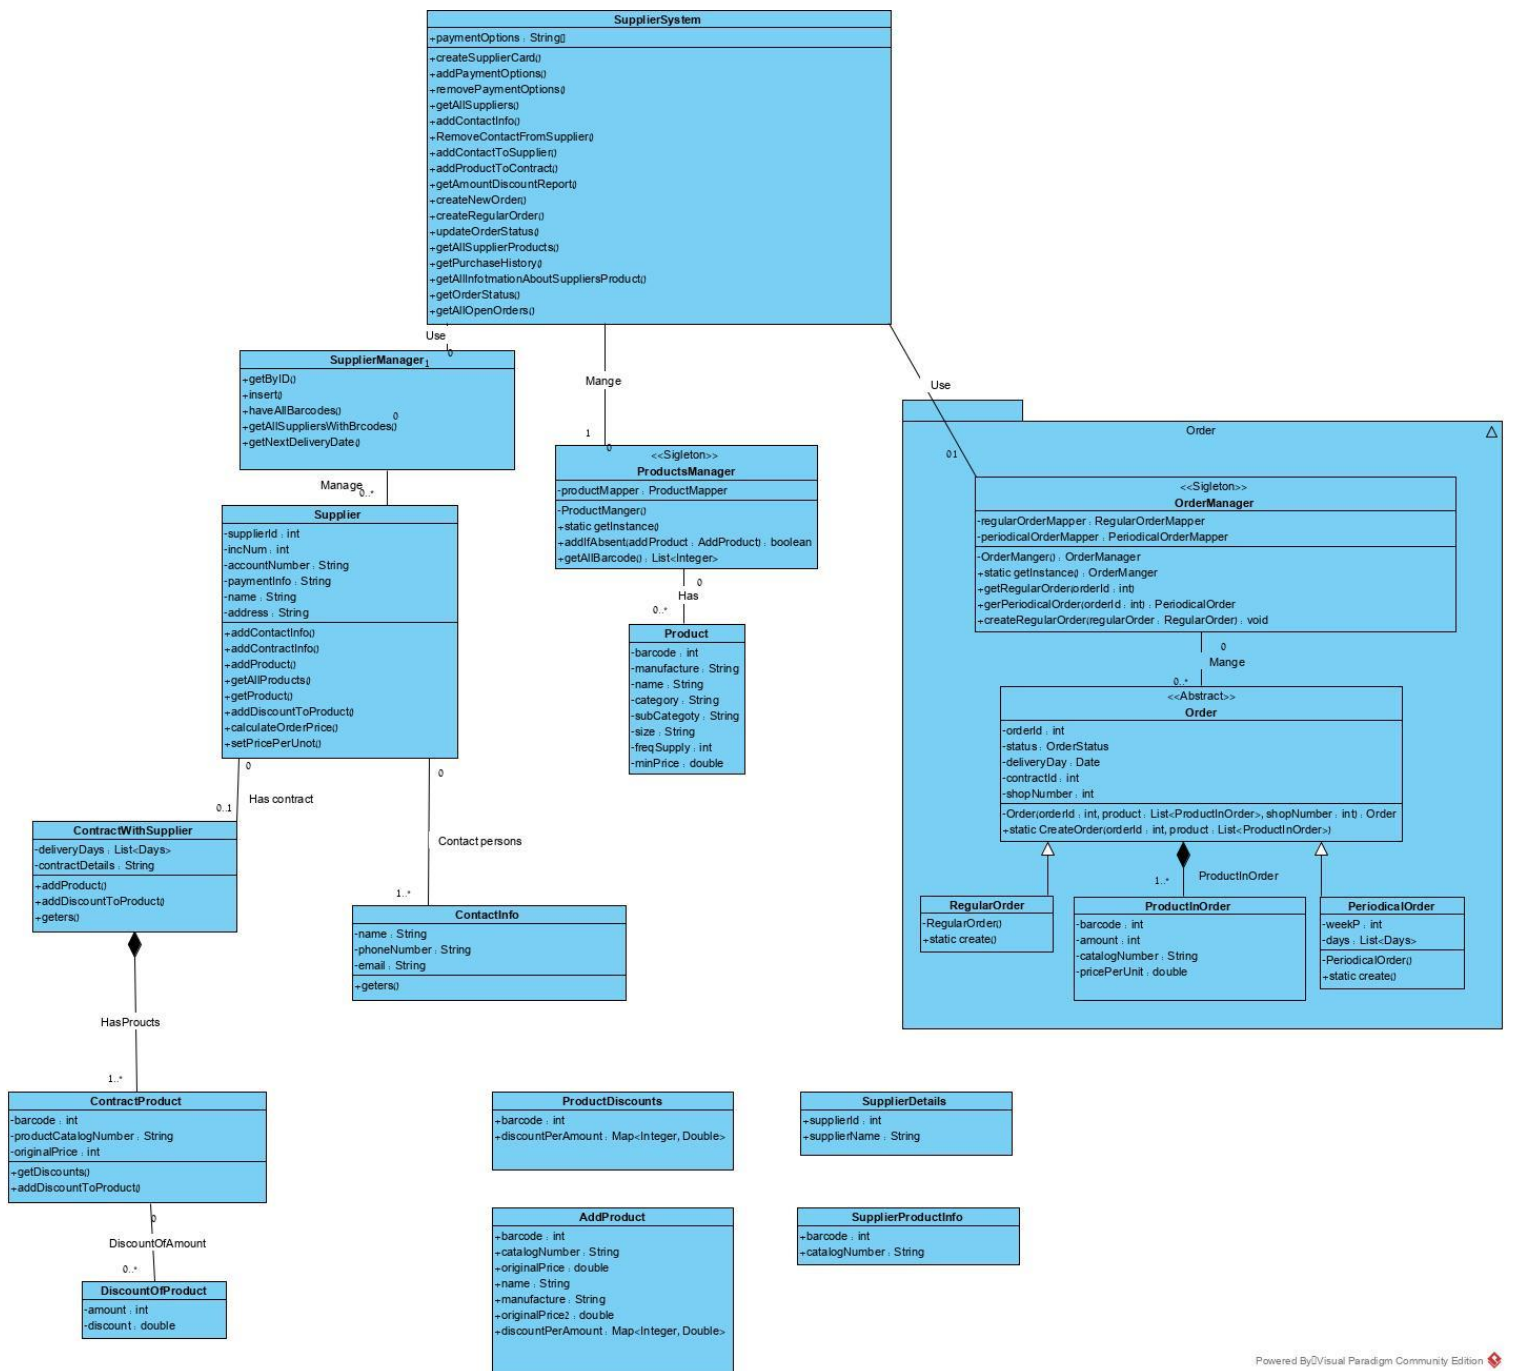 SupplierSystem
+paymentOptions : String[]
+createSupplierCard()
+addPaymentOptions()
+removePaymentOptions()
+getAllSuppliers()
+addContactInfo()
+RemoveContactFromSupplier()
+addContactToSupplier()
+addProductToContract()
+getAmountDiscountReport()
+createNewOrder()
+createRegularOrder()
+updateOrderStatus()
+getAllSupplierProducts()
+getPurchaseHistory()
+getAllInfotmationAboutSuppliersProduct()
+getOrderStatus()
+getAllOpenOrders()
Use
0
1
SupplierManager
+getByID()
+insert()
+haveAllBarcodes()
+getAllSuppliersWithBrcodes()
+getNextDeliveryDate()
0
Manage
0..*
Supplier
-supplierId : int
-incNum : int
-accountNumber : String
-paymentInfo : String
-name : String
-address : String
+addContactInfo()
+addContractInfo()
+addProduct()
+getAllProducts()
+getProduct()
+addDiscountToProduct()
+calculateOrderPrice()
+setPricePerUnot()
0
Has contract
0..1
0
Contact persons
1..*
ContractWithSupplier
-deliveryDays : List<Days>
-contractDetails : String
+addProduct()
+addDiscountToProduct()
+geters()
ContactInfo
-name : String
-phoneNumber : String
-email : String
+geters()
HasProucts
1..*
ContractProduct
-barcode : int
-productCatalogNumber : String
-originalPrice : int
+getDiscounts()
+addDiscountToProduct()
0
DiscountOfAmount
0..*
DiscountOfProduct
-amount : int
-discount : double
Mange
1
0
<<Sigleton>>
ProductsManager
-productMapper : ProductMapper
-ProductManger()
+static getInstance()
+addIfAbsent(addProduct : AddProduct) : boolean
+getAllBarcode() : List<Integer>
0
Has
0..*
Product
-barcode : int
-manufacture : String
-name : String
-category : String
-subCategoty : String
-size : String
-freqSupply : int
-minPrice : double
Use
01
Order
<<Sigleton>>
OrderManager
-regularOrderMapper : RegularOrderMapper
-periodicalOrderMapper : PeriodicalOrderMapper
-OrderManger() : OrderManager
+static getInstance() : OrderManger
+getRegularOrder(orderId : int)
+gerPeriodicalOrder(orderId : int) : PeriodicalOrder
+createRegularOrder(regularOrder : RegularOrder) : void
0
Mange
0..*
<<Abstract>>
Order
-orderId : int
-status : OrderStatus
-deliveryDay : Date
-contractId : int
-shopNumber : int
-Order(orderId : int, product : List<ProductInOrder>, shopNumber : int) : Order
+static CreateOrder(orderId : int, product : List<ProductInOrder>)
1..*
ProductInOrder
RegularOrder
-RegularOrder()
+static create()
ProductInOrder
-barcode : int
-amount : int
-catalogNumber : String
-pricePerUnit : double
PeriodicalOrder
-weekP : int
-days : List<Days>
-PeriodicalOrder()
+static create()
ProductDiscounts
+barcode : int
+discountPerAmount : Map<Integer, Double>
SupplierDetails
+supplierId : int
+supplierName : String
AddProduct
+barcode : int
+catalogNumber : String
+originalPrice : double
+name : String
+manufacture : String
+originalPrice2 : double
+discountPerAmount : Map<Integer, Double>
SupplierProductInfo
+barcode : int
+catalogNumber : String
Powered By Visual Paradigm Community Edition